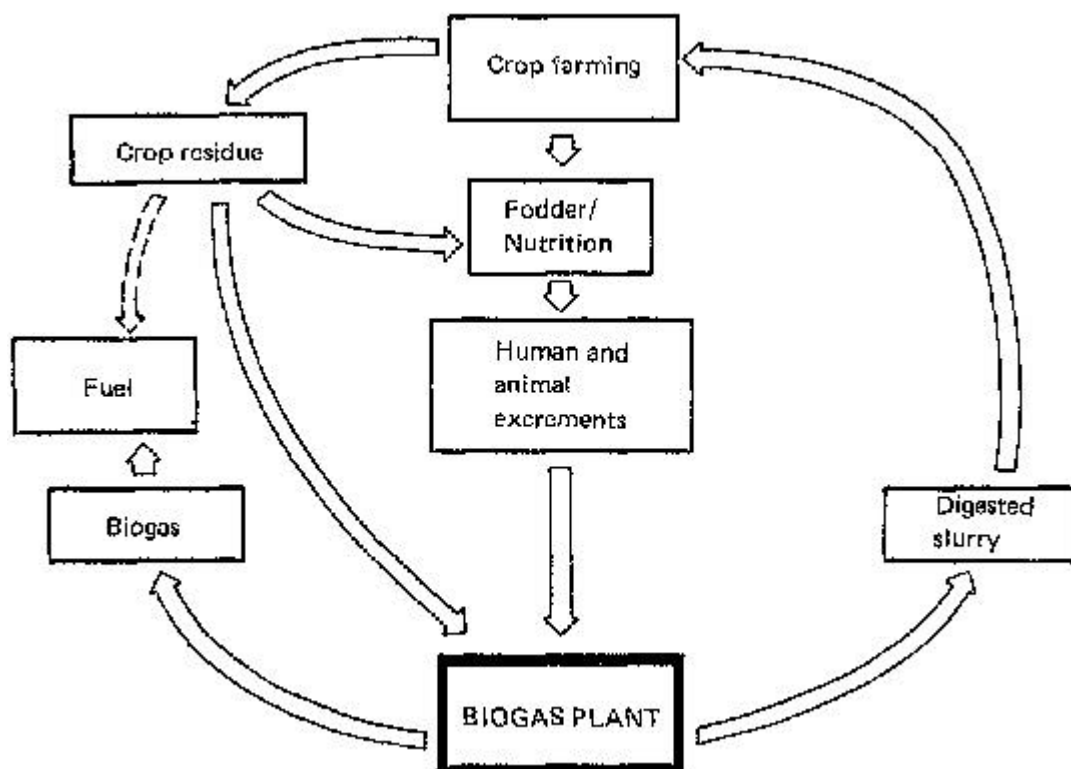 Crop farming
Crop residue
Fodder/
Nutrition
Human and
animal
excrements
Fuel
Biogas
Digested
slurry
BIOGAS PLANT